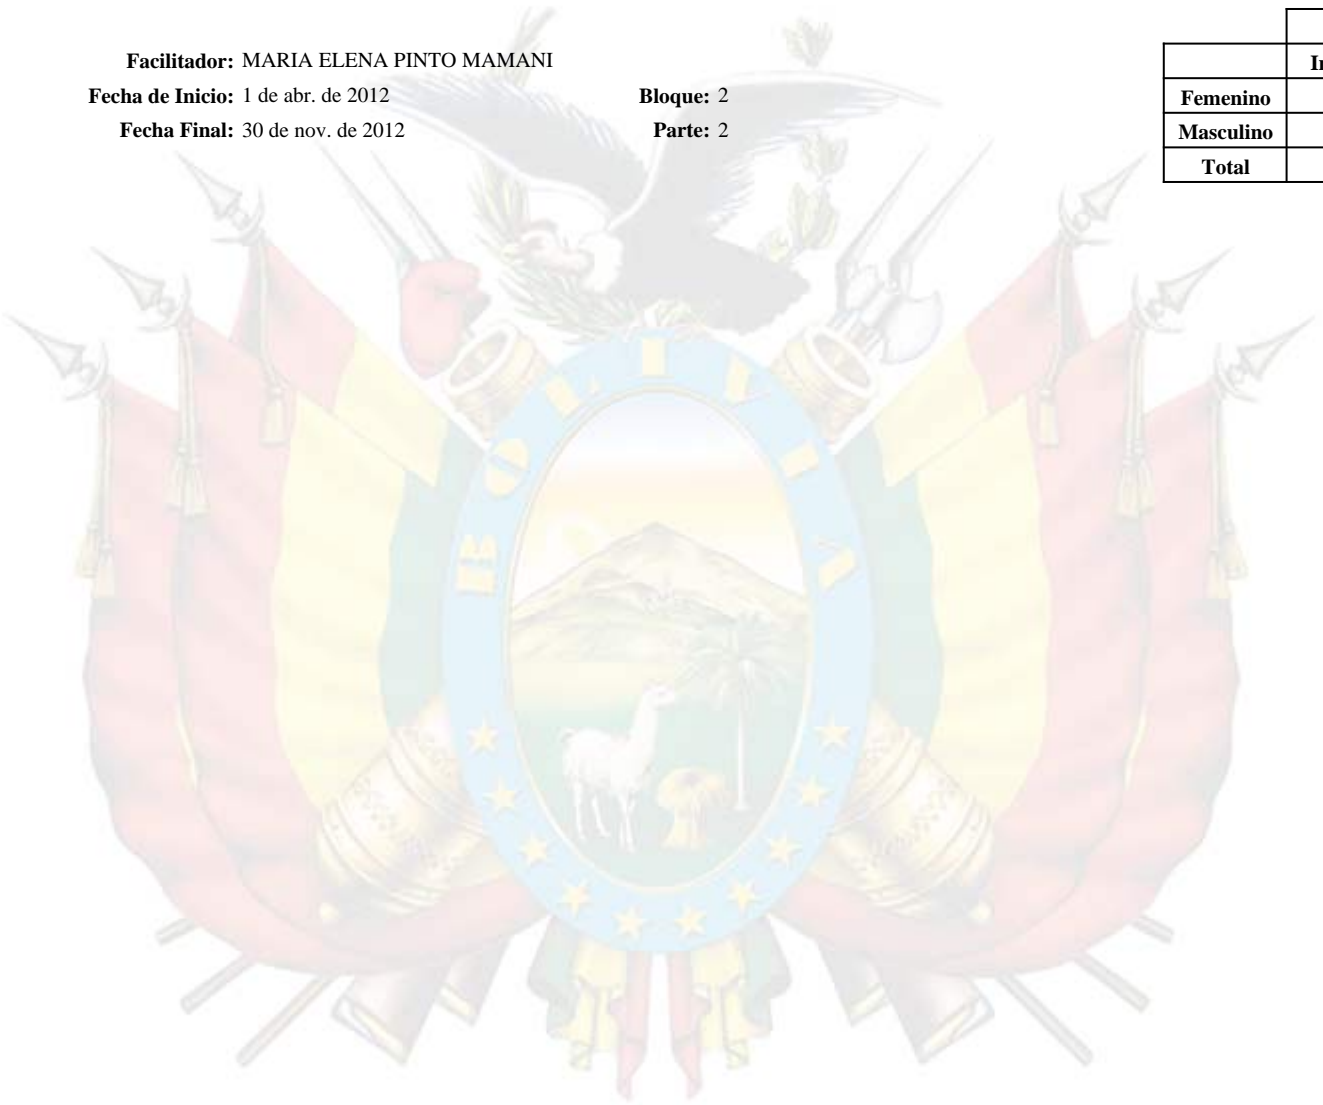 Facilitador: MARIA ELENA PINTO MAMANI
Fecha de Inicio: 1 de abr. de 2012 Bloque: 2
Fecha Final: 30 de nov. de 2012 Parte: 2
Femenino
Masculino
Total
BOLIVIA